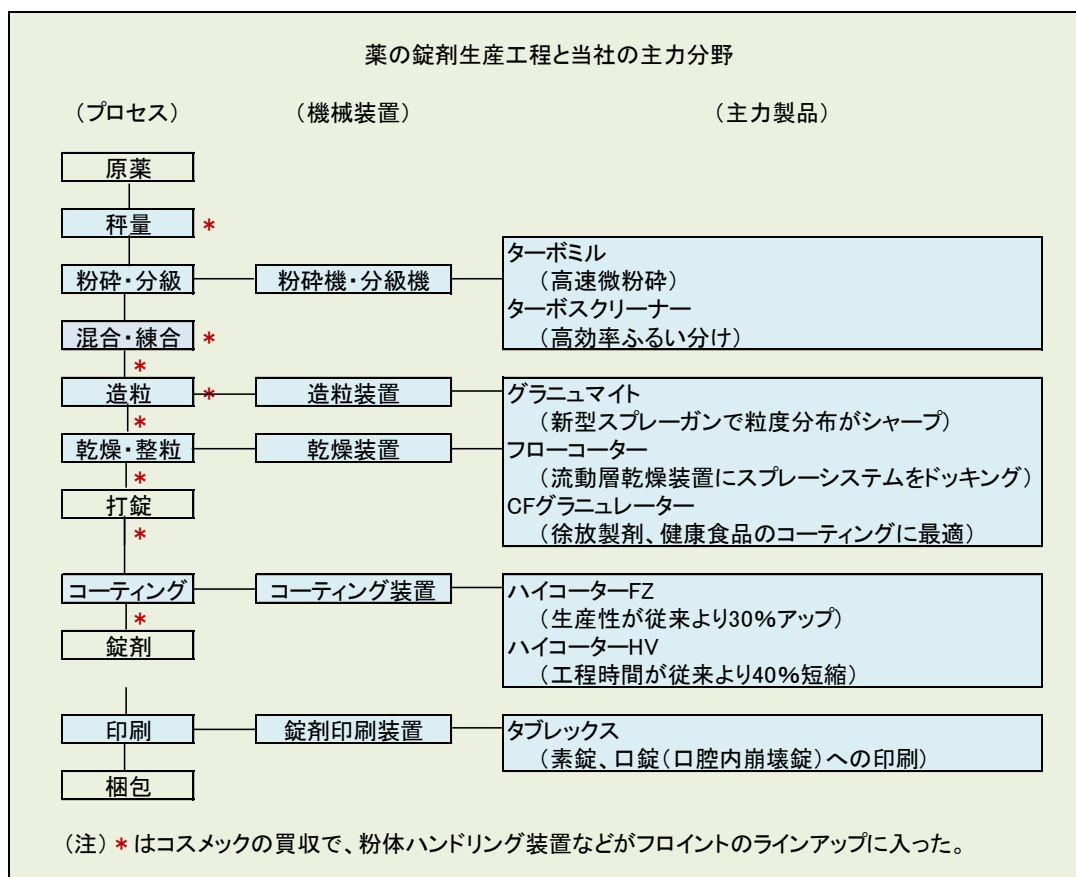 薬の錠剤生産工程と当社の主力分野
（プロセス） （機械装置） （主力製品）
原薬
秤量 *
粉砕・分級 粉砕機・分級機 ターボミル
（高速微粉砕）
ターボスクリーナー
混合・練合 * （高効率ふるい分け）
*
造粒 * 造粒装置 グラニュマイト
* （新型スプレーガンで粒度分布がシャープ）
乾燥・整粒 乾燥装置 フローコーター
* （流動層乾燥装置にスプレーシステムをドッキング）
打錠 CFグラニュレーター
* （徐放製剤、健康食品のコーティングに最適）
コーティング コーティング装置 ハイコーターFZ
* （生産性が従来より30％アップ）
錠剤 ハイコーターHV
（工程時間が従来より40％短縮）
印刷 錠剤印刷装置 タブレックス
（素錠、口錠（口腔内崩壊錠）への印刷）
梱包
（注） * はコスメックの買収で、粉体ハンドリング装置などがフロイントのラインアップに入った。